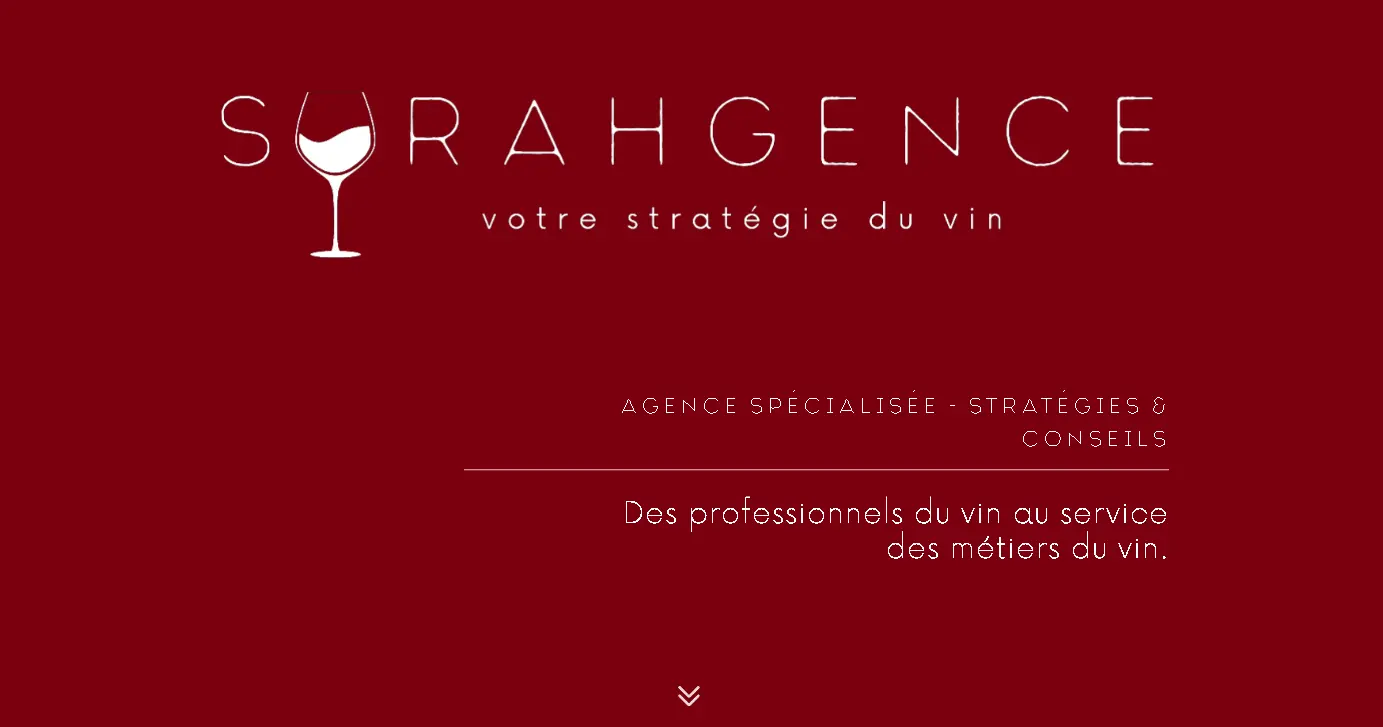 SYRAHGENCE
votre stratégie du vin
AGENCE SPÉCIALISÉE - STRATÉGIES &
CONSEILS
Des professionnels du vin au service
des métiers du vin.